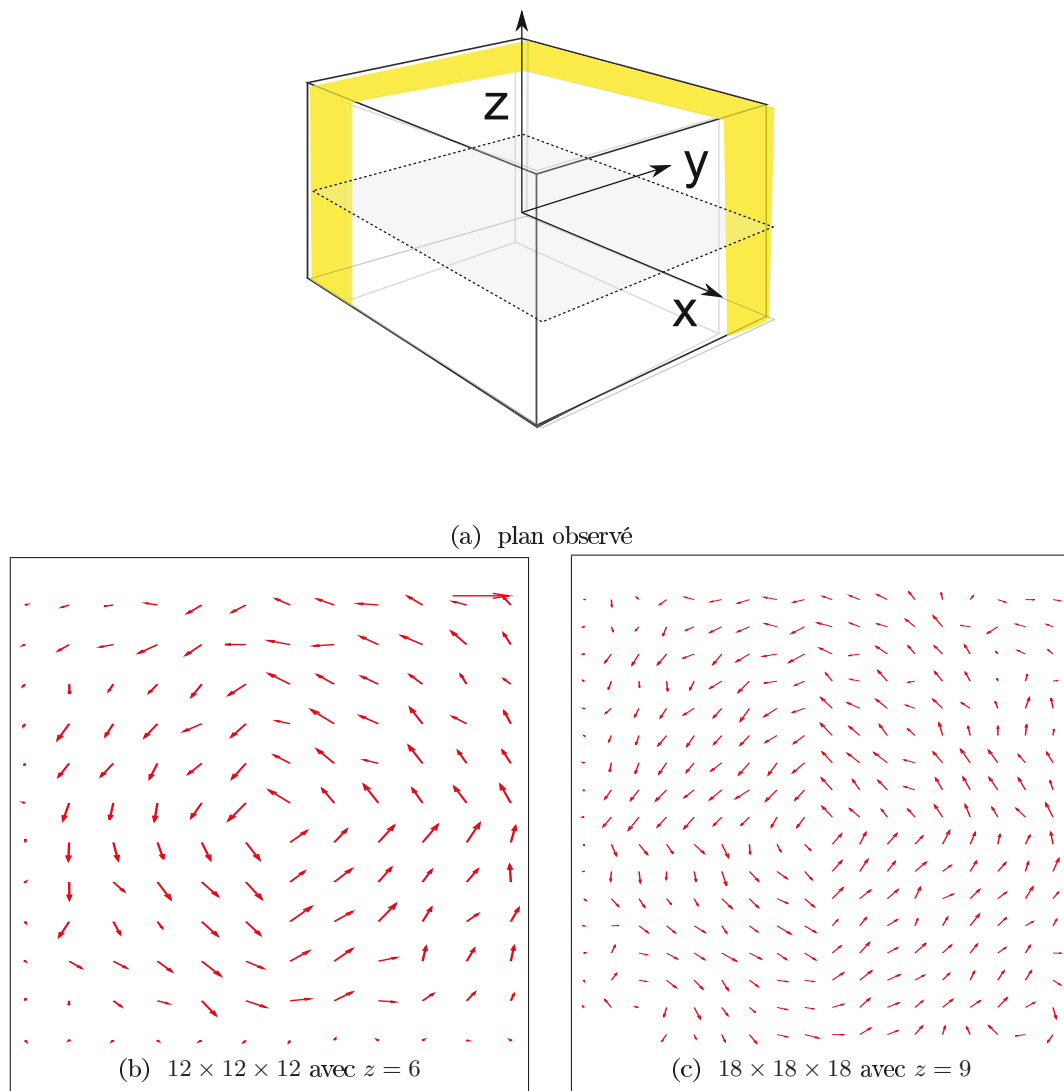 z
y
x
(a) plan observé
(b) 12 × 12 × 12 avec z = 6
(c) 18 × 18 × 18 avec z = 9